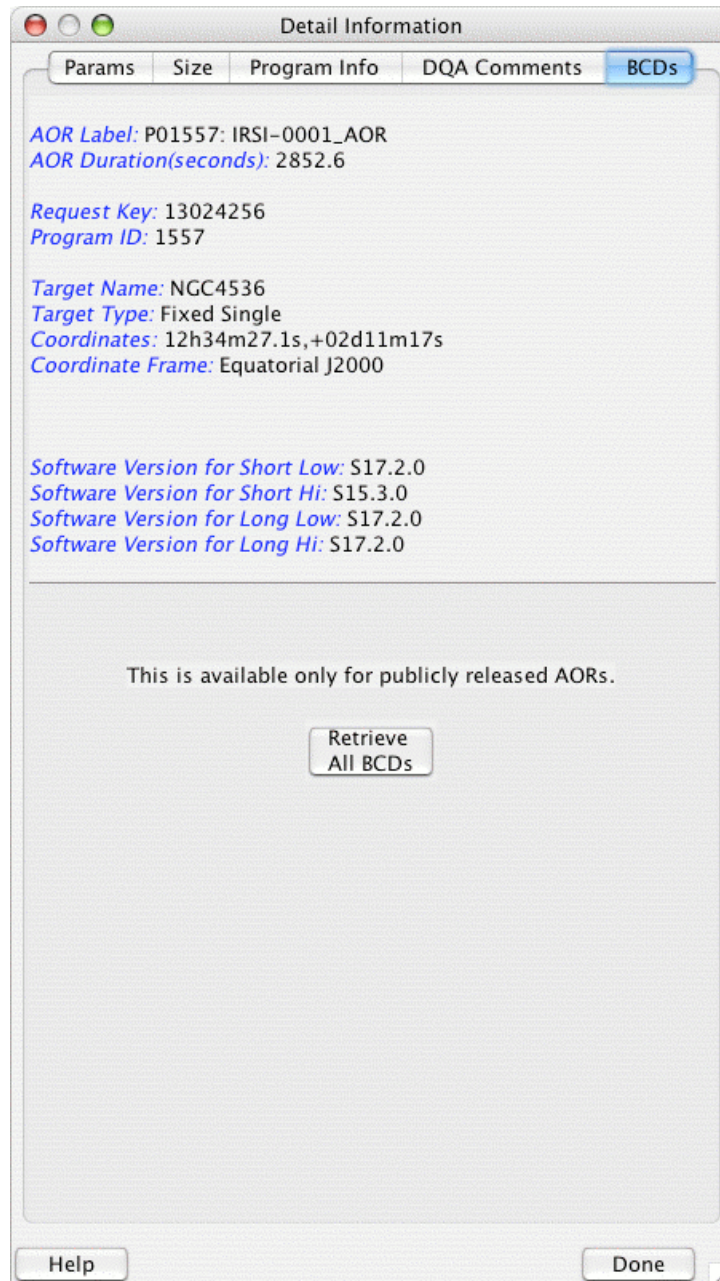 Detail Information
Params Size Program Info DQA Comments BCDs
AOR Label: P01557: IRSI-0001_AOR
AOR Duration(seconds): 2852.6
Request Key: 13024256
Program ID: 1557
Target Name: NGC4536
Target Type: Fixed Single
Coordinates: 12h34m27.1s,+02d11m17s
Coordinate Frame: Equatorial J2000
Software Version for Short Low: S17.2.0
Software Version for Short Hi: S15.3.0
Software Version for Long Low: S17.2.0
Software Version for Long Hi: S17.2.0
This is available only for publicly released AORs.
Retrieve
All BCDs
Help Done